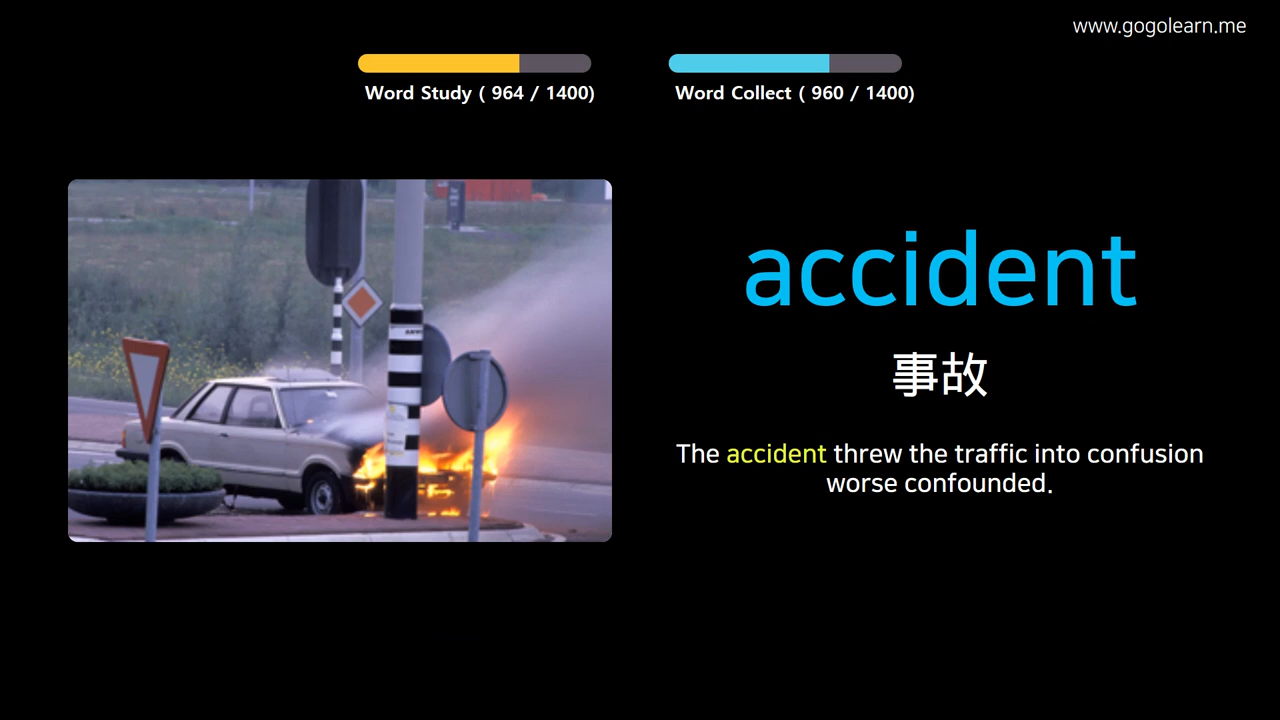 www.gogolearn.me
Word Study ( 964 / 1400)
Word Collect ( 960 / 1400)
accident
事故
The accident threw the traffic into confusion
worse confounded.